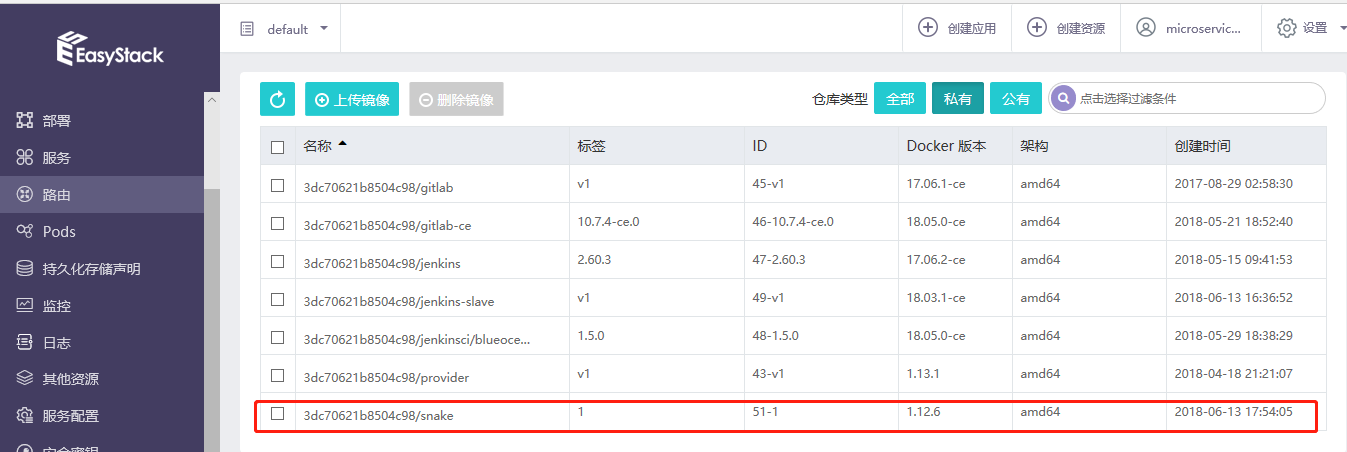 EasyStack
default
创建应用
创建资源
microservic...
设置
部署
服务
路由
Pods
持久化存储声明
监控
日志
其他资源
服务配置
上传镜像
删除镜像
仓库类型
全部
私有
公有
点击选择过滤条件
名称 标签 ID Docker 版本 架构 创建时间
3dc70621b8504c98/gitlab v1 45-v1 17.06.1-ce amd64 2017-08-29 02:58:30
3dc70621b8504c98/gitlab-ce 10.7.4-ce.0 46-10.7.4-ce.0 18.05.0-ce amd64 2018-05-21 18:52:40
3dc70621b8504c98/jenkins 2.60.3 47-2.60.3 17.06.2-ce amd64 2018-05-15 09:41:53
3dc70621b8504c98/jenkins-slave v1 49-v1 18.03.1-ce amd64 2018-06-13 16:36:52
3dc70621b8504c98/jenkinsci/blueoce... 1.5.0 48-1.5.0 18.05.0-ce amd64 2018-05-29 18:38:29
3dc70621b8504c98/provider v1 43-v1 1.13.1 amd64 2018-04-18 21:21:07
3dc70621b8504c98/snake 1 51-1 1.12.6 amd64 2018-06-13 17:54:05